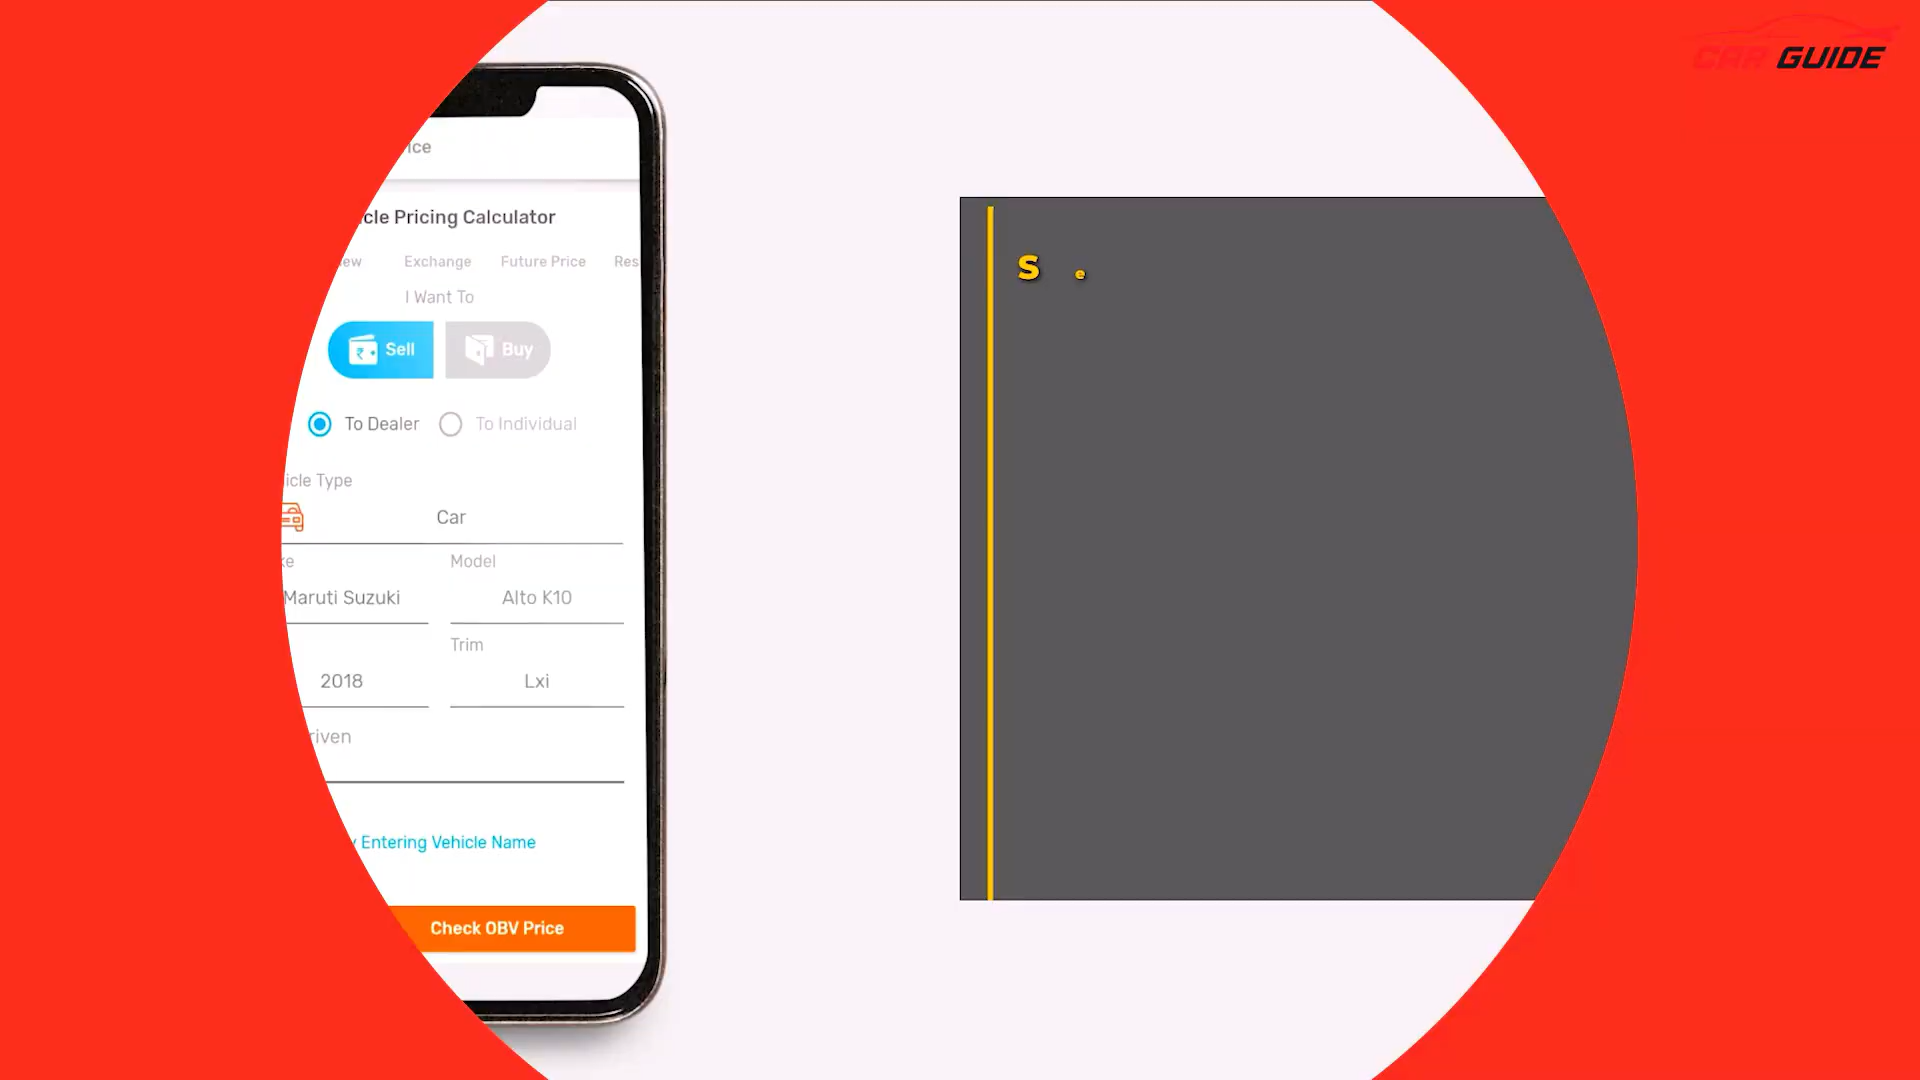 CAR GUIDE
ice
cle Pricing Calculator
ew Exchange Future Price Res
I Want To
Sell Buy
To Dealer To Individual
icle Type
Car
ke Model
Maruti Suzuki Alto K10
Trim
2018 Lxi
riven
y Entering Vehicle Name
Check OBV Price
S e